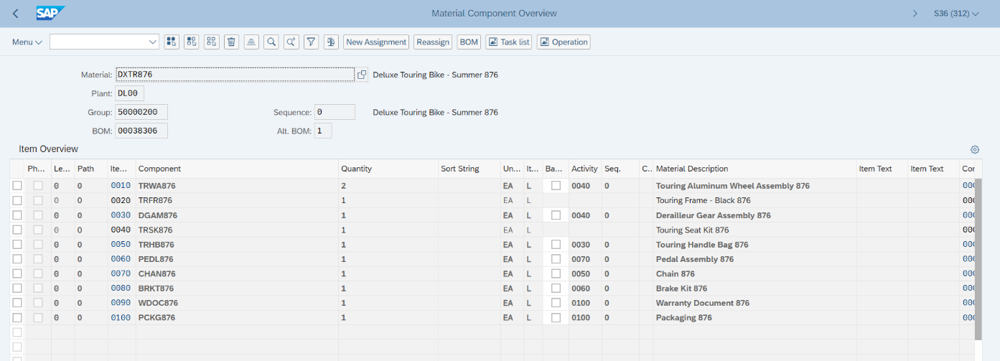 SAP Material Component Overview S36 (312)
Menu New Assignment Reassign BOM Task list Operation
Material: DXTR876 Deluxe Touring Bike - Summer 876
Plant: DL00
Group: 50000200 Sequence: 0 Deluxe Touring Bike - Summer 876
BOM: 00038306 Alt. BOM: 1
Item Overview
Ph... Le... Path Ite... Component Quantity Sort String Un... It... Ba... Activity Seq. C.. Material Description Item Text Item Text Cor
0 0 0010 TRWA876 2 EA L 0040 0 Touring Aluminum Wheel Assembly 876 000
0 0 0020 TRFR876 1 EA L Touring Frame - Black 876 000
0 0 0030 DGAM876 1 EA L 0040 0 Derailleur Gear Assembly 876 000
0 0 0040 TRSK876 1 EA L Touring Seat Kit 876 000
0 0 0050 TRHB876 1 EA L 0030 0 Touring Handle Bag 876 000
0 0 0060 PEDL876 1 EA L 0070 0 Pedal Assembly 876 000
0 0 0070 CHAN876 1 EA L 0050 0 Chain 876 000
0 0 0080 BRKT876 1 EA L 0060 0 Brake Kit 876 000
0 0 0090 WDOC876 1 EA L 0100 0 Warranty Document 876 000
0 0 0100 PCKG876 1 EA L 0100 0 Packaging 876 000